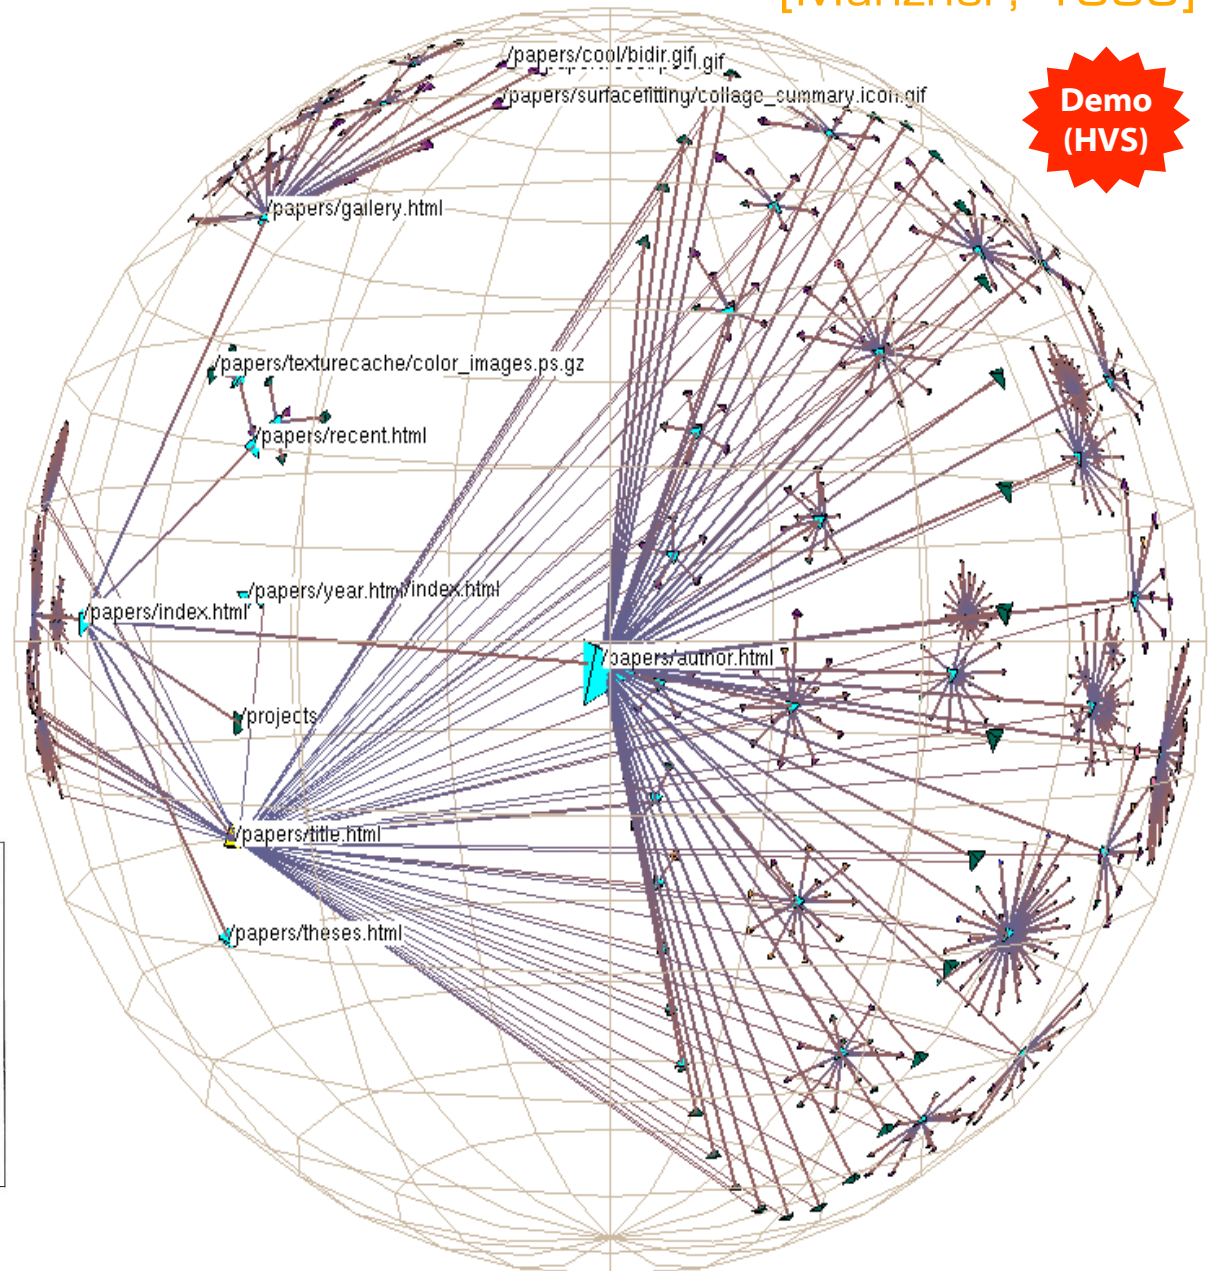 /papers/cool/bidir.gif
/papers/surfacefitting/collage_summary.icon.gif
Demo
(HVS)
/papers/gallery.html
/papers/texturecache/color_images.ps.gz
/papers/recent.html
/papers/year.html/index.html
/papers/index.html
/papers/author.html
/projects
/papers/title.html
/papers/theses.html